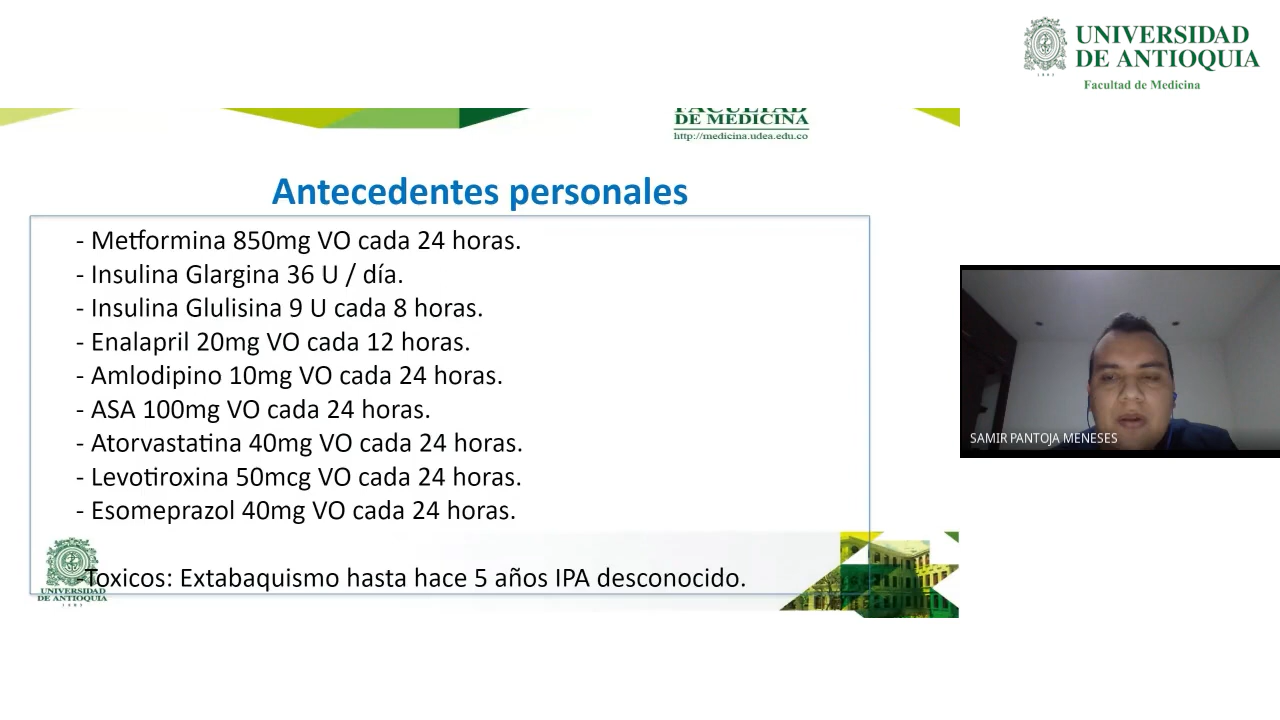 UNIVERSIDAD
DE ANTIOQUIA
1803
Facultad de Medicina
FACULTAD
DE MEDICINA
http://medicina.udea.edu.co
Antecedentes personales
- Metformina 850mg VO cada 24 horas.
- Insulina Glargina 36 U / día.
- Insulina Glulisina 9 U cada 8 horas.
- Enalapril 20mg VO cada 12 horas.
- Amlodipino 10mg VO cada 24 horas.
- ASA 100mg VO cada 24 horas.
- Atorvastatina 40mg VO cada 24 horas.
- Levotiroxina 50mcg VO cada 24 horas.
- Esomeprazol 40mg VO cada 24 horas.
-Toxicos: Extabaquismo hasta hace 5 años IPA desconocido.
UNIVERSIDAD
DE ANTIOQUIA
1803
SAMIR PANTOJA MENESES